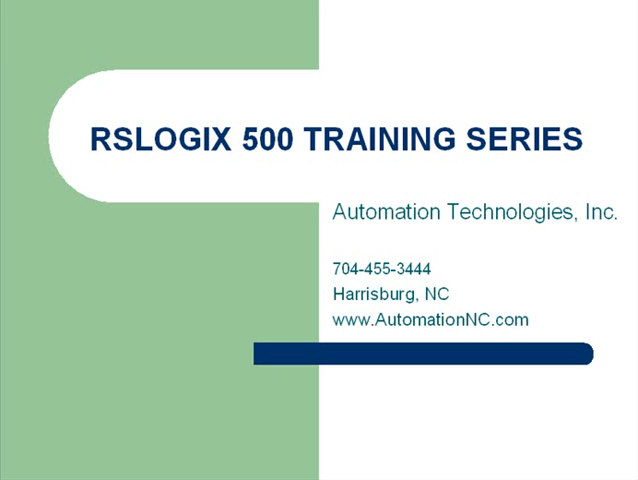 RSLOGIX 500 TRAINING SERIES
Automation Technologies, Inc.
704-455-3444
Harrisburg, NC
www.AutomationNC.com